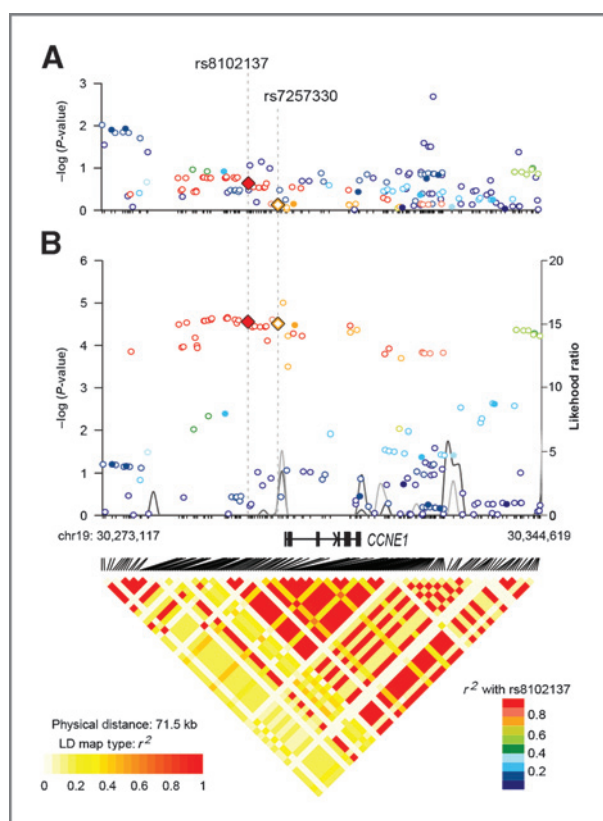 A
rs8102137
rs7257330
3
2
1
0
–log (P-value)
B
6
5
4
3
2
1
0
–log (P-value)
20
15
10
5
0
Likehood ratio
chr19: 30,273,117
CCNE1
30,344,619
Physical distance: 71.5 kb
LD map type: r²
0 0.2 0.4 0.6 0.8 1
r² with rs8102137
0.8
0.6
0.4
0.2